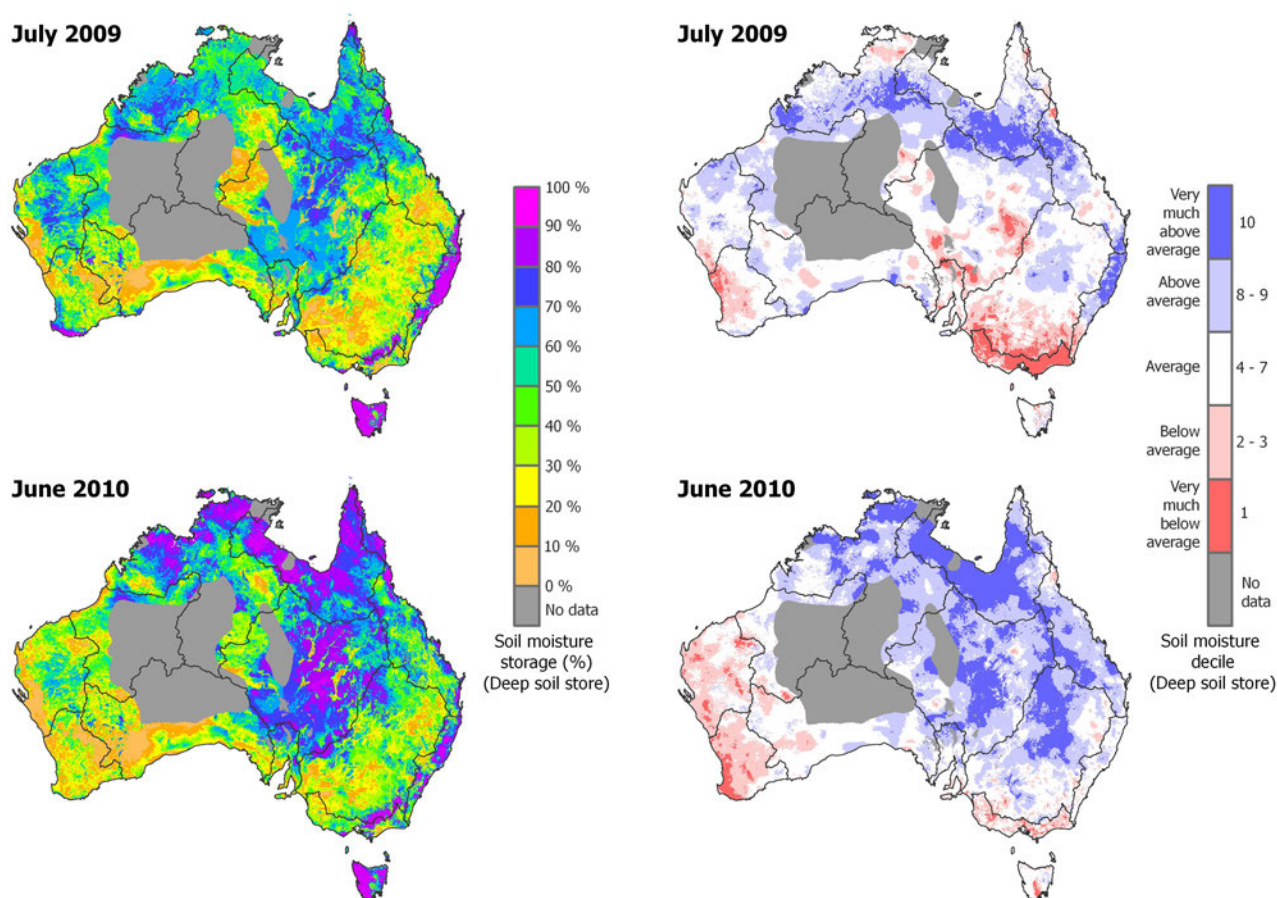 July 2009
July 2009
100 %
90 %
80 %
70 %
60 %
50 %
40 %
30 %
20 %
10 %
0 %
No data
Soil moisture
storage (%)
(Deep soil store)
Very
much
above
average
10
Above
average
8 - 9
Average
4 - 7
Below
average
2 - 3
Very
much
below
average
1
No
data
Soil moisture
decile
(Deep soil store)
June 2010
June 2010